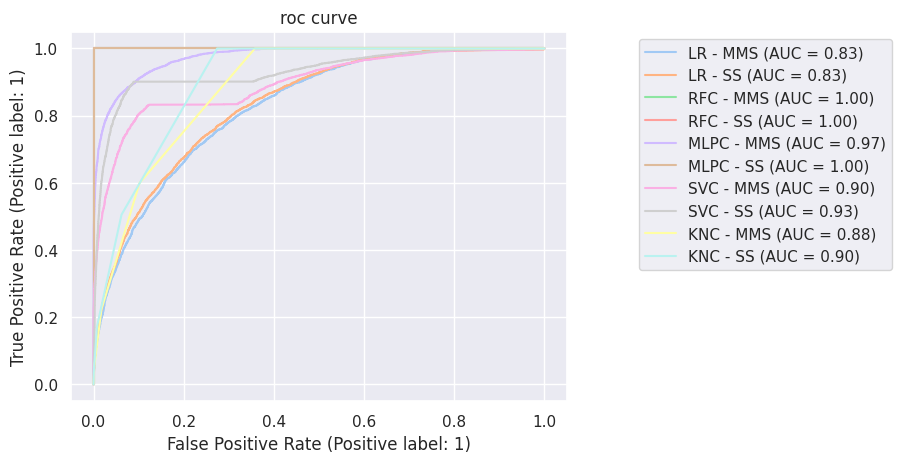 roc curve
1.0
0.8
0.6
0.4
0.2
0.0
True Positive Rate (Positive label: 1)
0.0 0.2 0.4 0.6 0.8 1.0
False Positive Rate (Positive label: 1)
LR - MMS (AUC = 0.83)
LR - SS (AUC = 0.83)
RFC - MMS (AUC = 1.00)
RFC - SS (AUC = 1.00)
MLPC - MMS (AUC = 0.97)
MLPC - SS (AUC = 1.00)
SVC - MMS (AUC = 0.90)
SVC - SS (AUC = 0.93)
KNC - MMS (AUC = 0.88)
KNC - SS (AUC = 0.90)